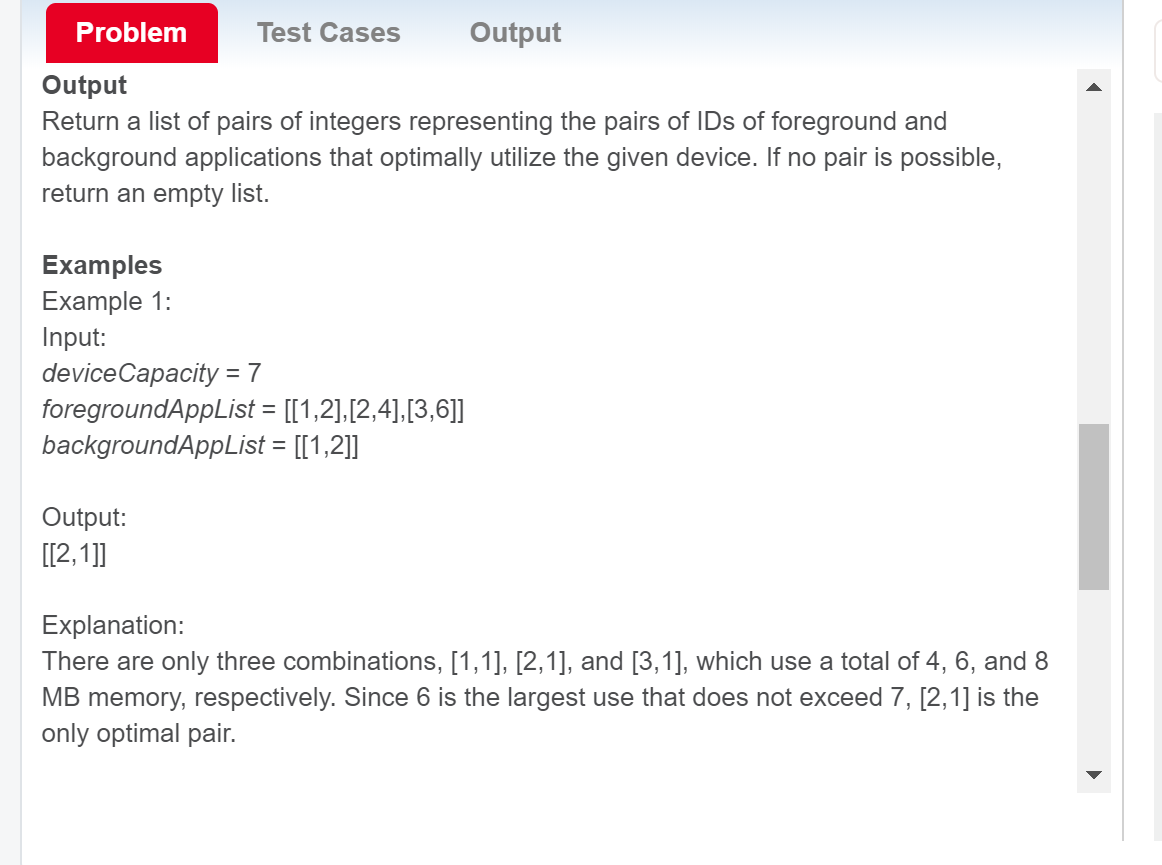 Problem Test Cases Output
Output
Return a list of pairs of integers representing the pairs of IDs of foreground and
background applications that optimally utilize the given device. If no pair is possible,
return an empty list.
Examples
Example 1:
Input:
deviceCapacity = 7
foregroundAppList = [[1,2],[2,4],[3,6]]
backgroundAppList = [[1,2]]
Output:
[[2,1]]
Explanation:
There are only three combinations, [1,1], [2,1], and [3,1], which use a total of 4, 6, and 8
MB memory, respectively. Since 6 is the largest use that does not exceed 7, [2,1] is the
only optimal pair.